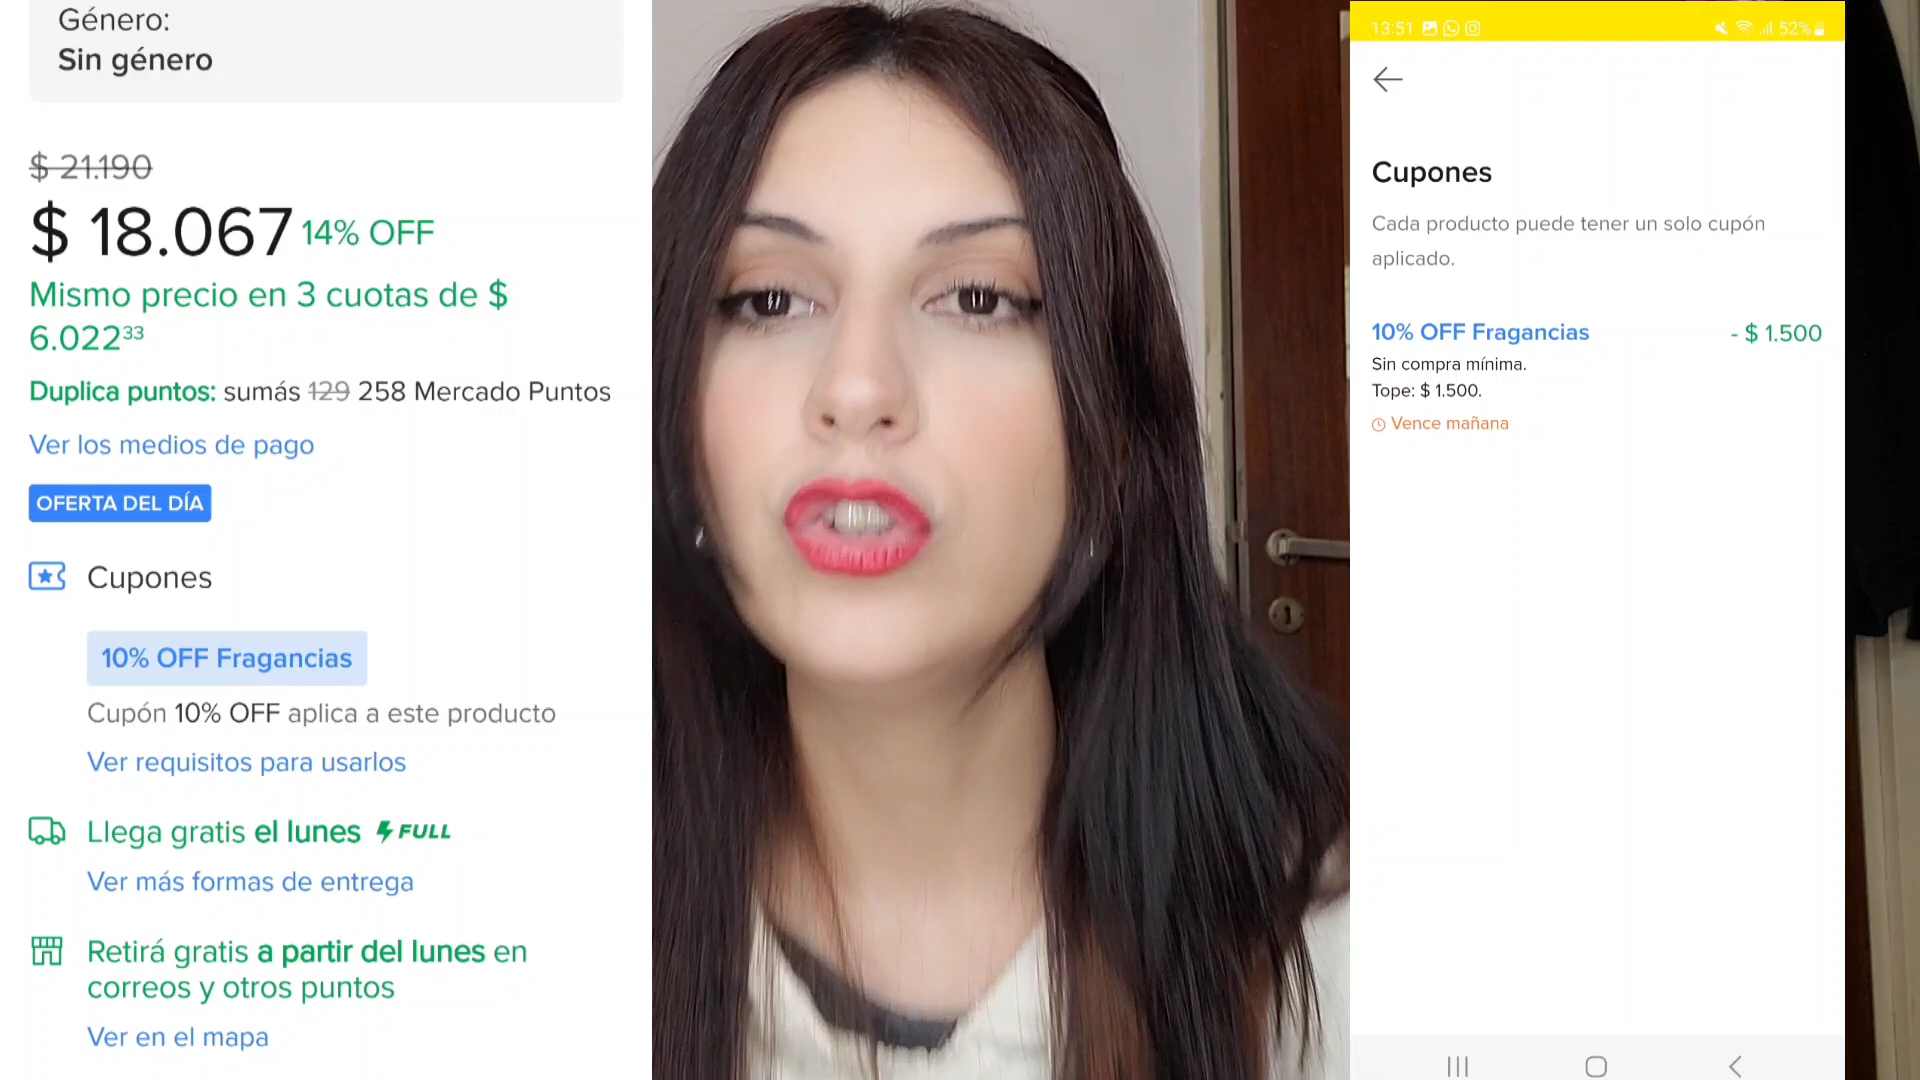 Género:
Sin género
$ 21.190
$ 18.067 14% OFF
Mismo precio en 3 cuotas de $
6.022³³
Duplica puntos: sumás 129 258 Mercado Puntos
Ver los medios de pago
OFERTA DEL DÍA
Cupones
10% OFF Fragancias
Cupón 10% OFF aplica a este producto
Ver requisitos para usarlos
Llega gratis el lunes FULL
Ver más formas de entrega
Retirá gratis a partir del lunes en
correos y otros puntos
Ver en el mapa
13:51 52%
Cupones
Cada producto puede tener un solo cupón
aplicado.
10% OFF Fragancias - $ 1.500
Sin compra mínima.
Tope: $ 1.500.
Vence mañana